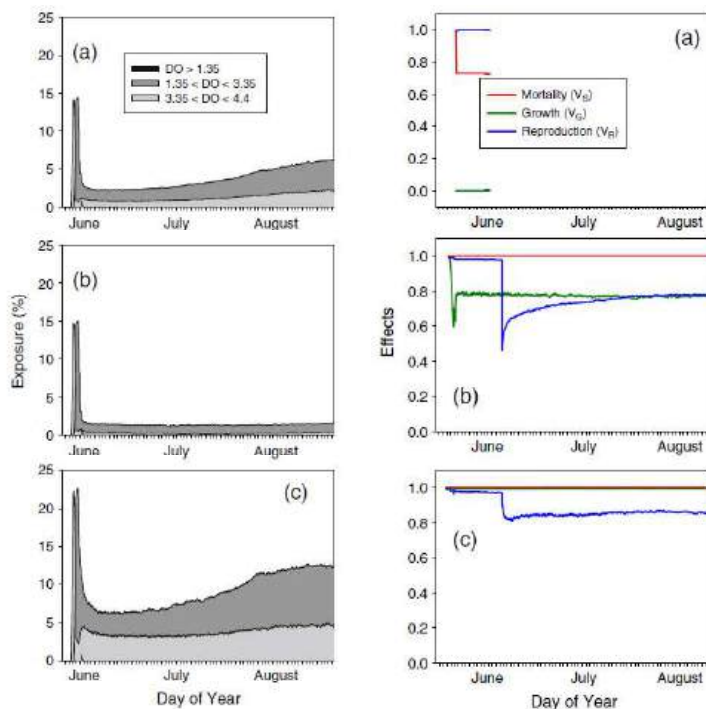 25
20
15
10
5
0
(a)
DO > 1.35
1.35 < DO < 3.35
3.35 < DO < 4.4
June July August
25
20
15
10
5
0
(b)
June July August
Exposure (%)
25
20
15
10
5
0
(c)
June July August
Day of Year
1.0
0.8
0.6
0.4
0.2
0.0
(a)
Mortality (VS)
Growth (VG)
Reproduction (VR)
June July August
1.0
0.8
0.6
0.4
0.2
0.0
(b)
June July August
Effects
1.0
0.8
0.6
0.4
0.2
0.0
(c)
June July August
Day of Year